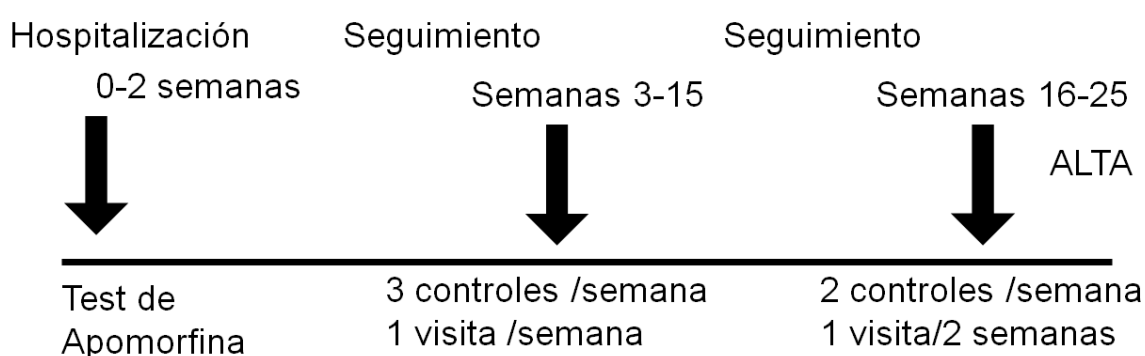 Hospitalización
0-2 semanas
Seguimiento
Semanas 3-15
Seguimiento
Semanas 16-25
ALTA
Test de
Apomorfina
3 controles /semana
1 visita /semana
2 controles /semana
1 visita/2 semanas